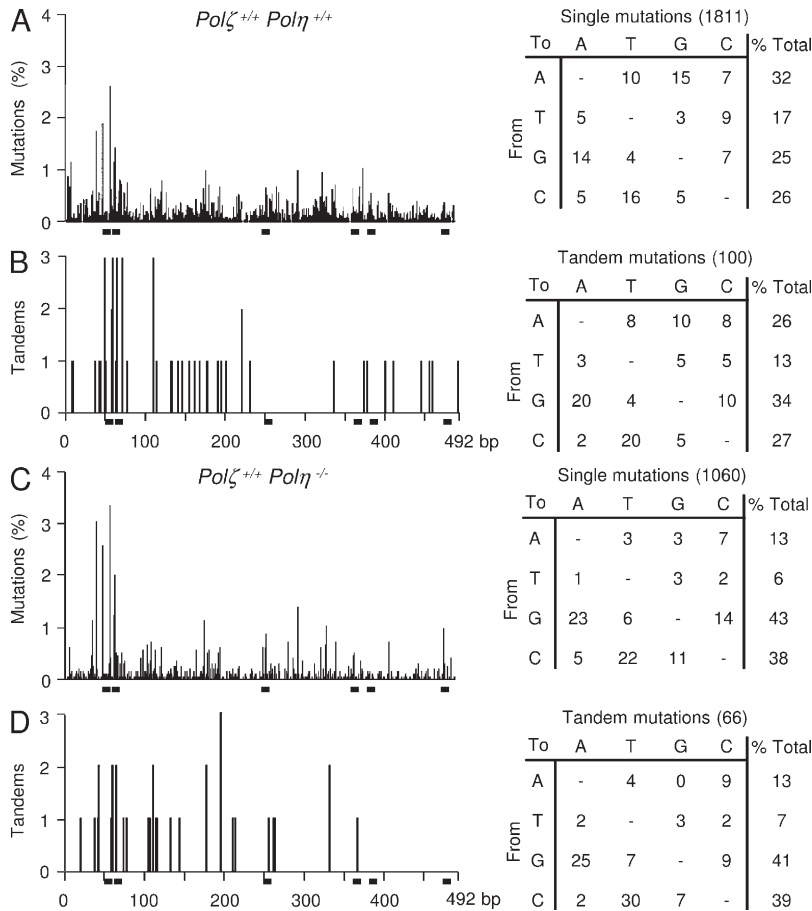 A
Polζ +/+ Polη +/+
Mutations (%)
4
3
2
1
0
Single mutations (1811)
To A T G C % Total
From
A - 10 15 7 32
T 5 - 3 9 17
G 14 4 - 7 25
C 5 16 5 - 26
B
Tandems
3
2
1
0
0 100 200 300 400 492 bp
Tandem mutations (100)
To A T G C % Total
From
A - 8 10 8 26
T 3 - 5 5 13
G 20 4 - 10 34
C 2 20 5 - 27
C
Polζ +/+ Polη -/-
Mutations (%)
4
3
2
1
0
Single mutations (1060)
To A T G C % Total
From
A - 3 3 7 13
T 1 - 3 2 6
G 23 6 - 14 43
C 5 22 11 - 38
D
Tandems
3
2
1
0
0 100 200 300 400 492 bp
Tandem mutations (66)
To A T G C % Total
From
A - 4 0 9 13
T 2 - 3 2 7
G 25 7 - 9 41
C 2 30 7 - 39